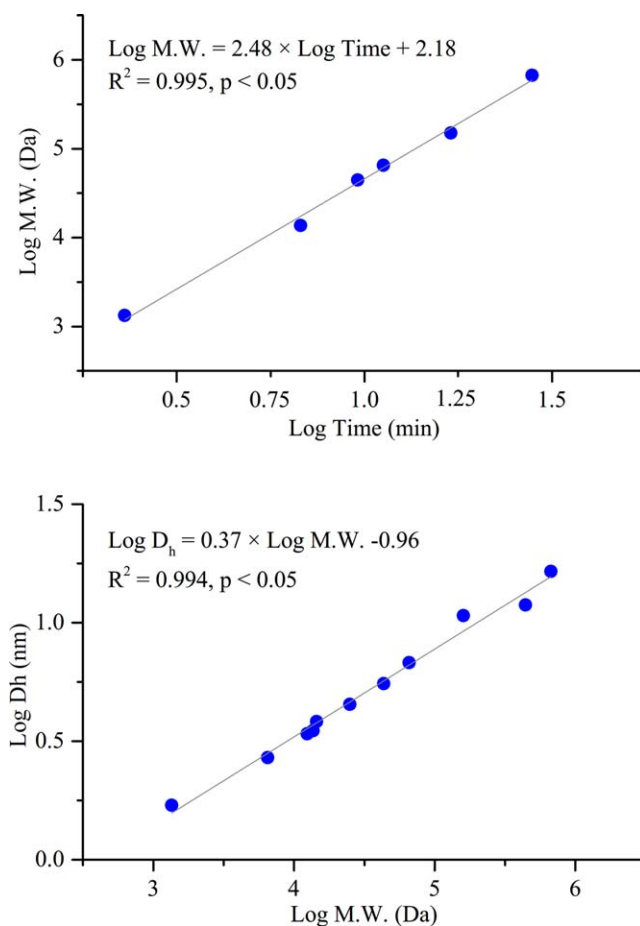 Log M.W. = 2.48 × Log Time + 2.18
R² = 0.995, p < 0.05
Log M.W. (Da)
6
5
4
3
0.5 0.75 1.0 1.25 1.5
Log Time (min)
Log Dₕ = 0.37 × Log M.W. -0.96
R² = 0.994, p < 0.05
Log Dh (nm)
1.5
1.0
0.5
0.0
3 4 5 6
Log M.W. (Da)